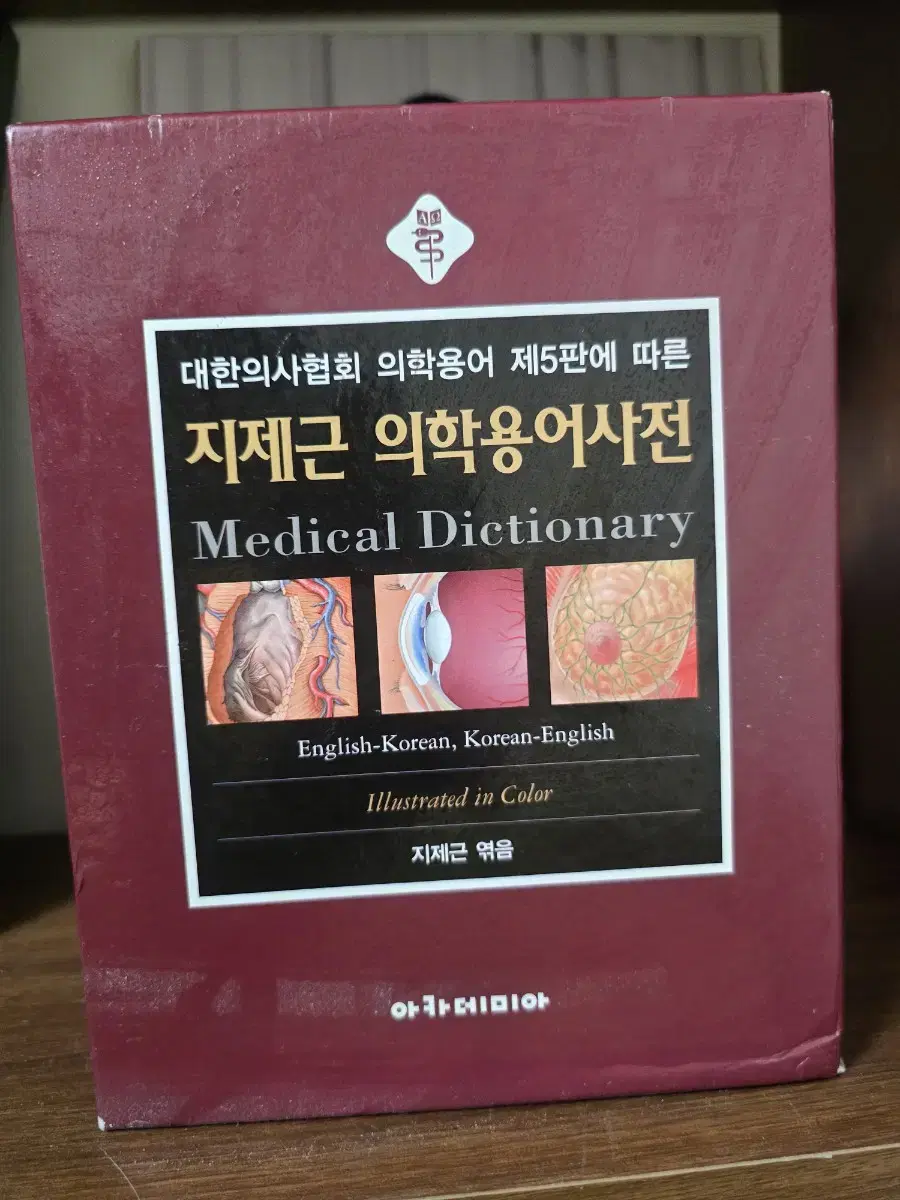 ΑΩ
대한의사협회 의학용어 제5판에 따른
지제근 의학용어사전
Medical Dictionary
English-Korean, Korean-English
Illustrated in Color
지제근 엮음
아카데미아